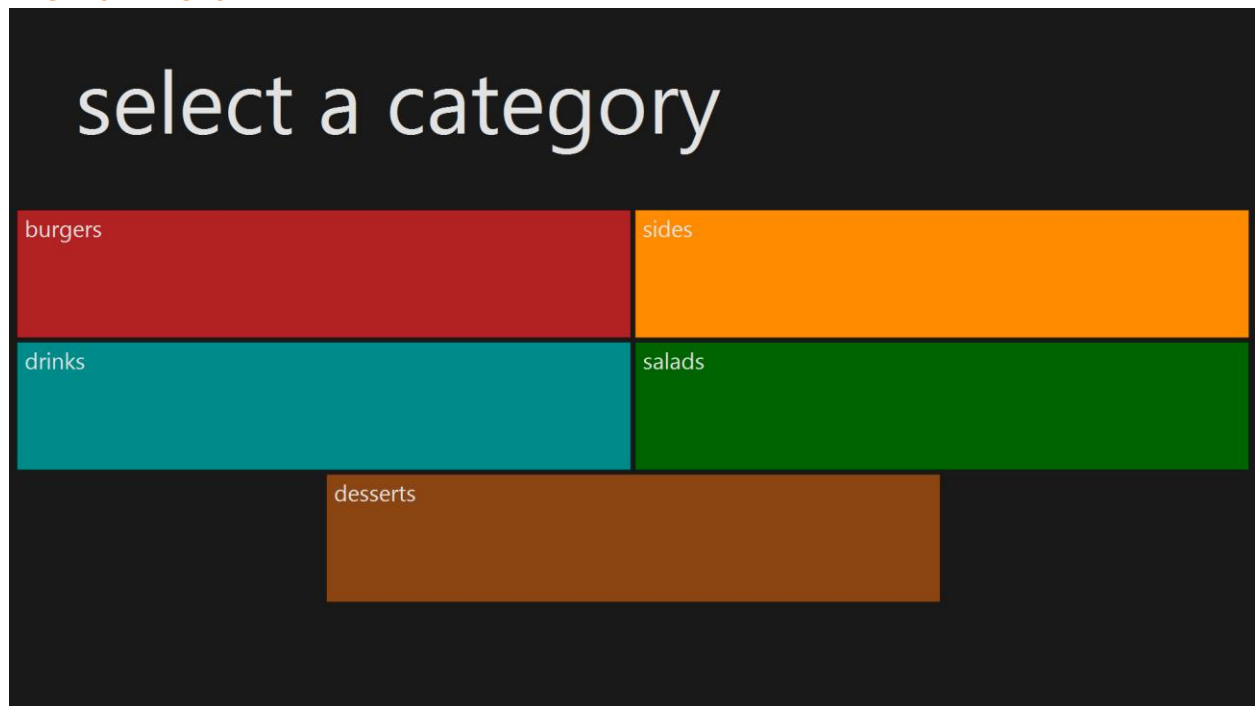 select a category
burgers
sides
drinks
salads
desserts